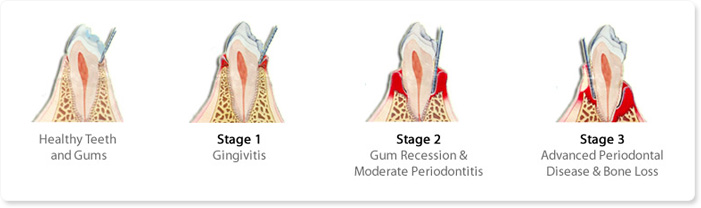 Healthy Teeth
and Gums
Stage 1
Gingivitis
Stage 2
Gum Recession &
Moderate Periodontitis
Stage 3
Advanced Periodontal
Disease & Bone Loss